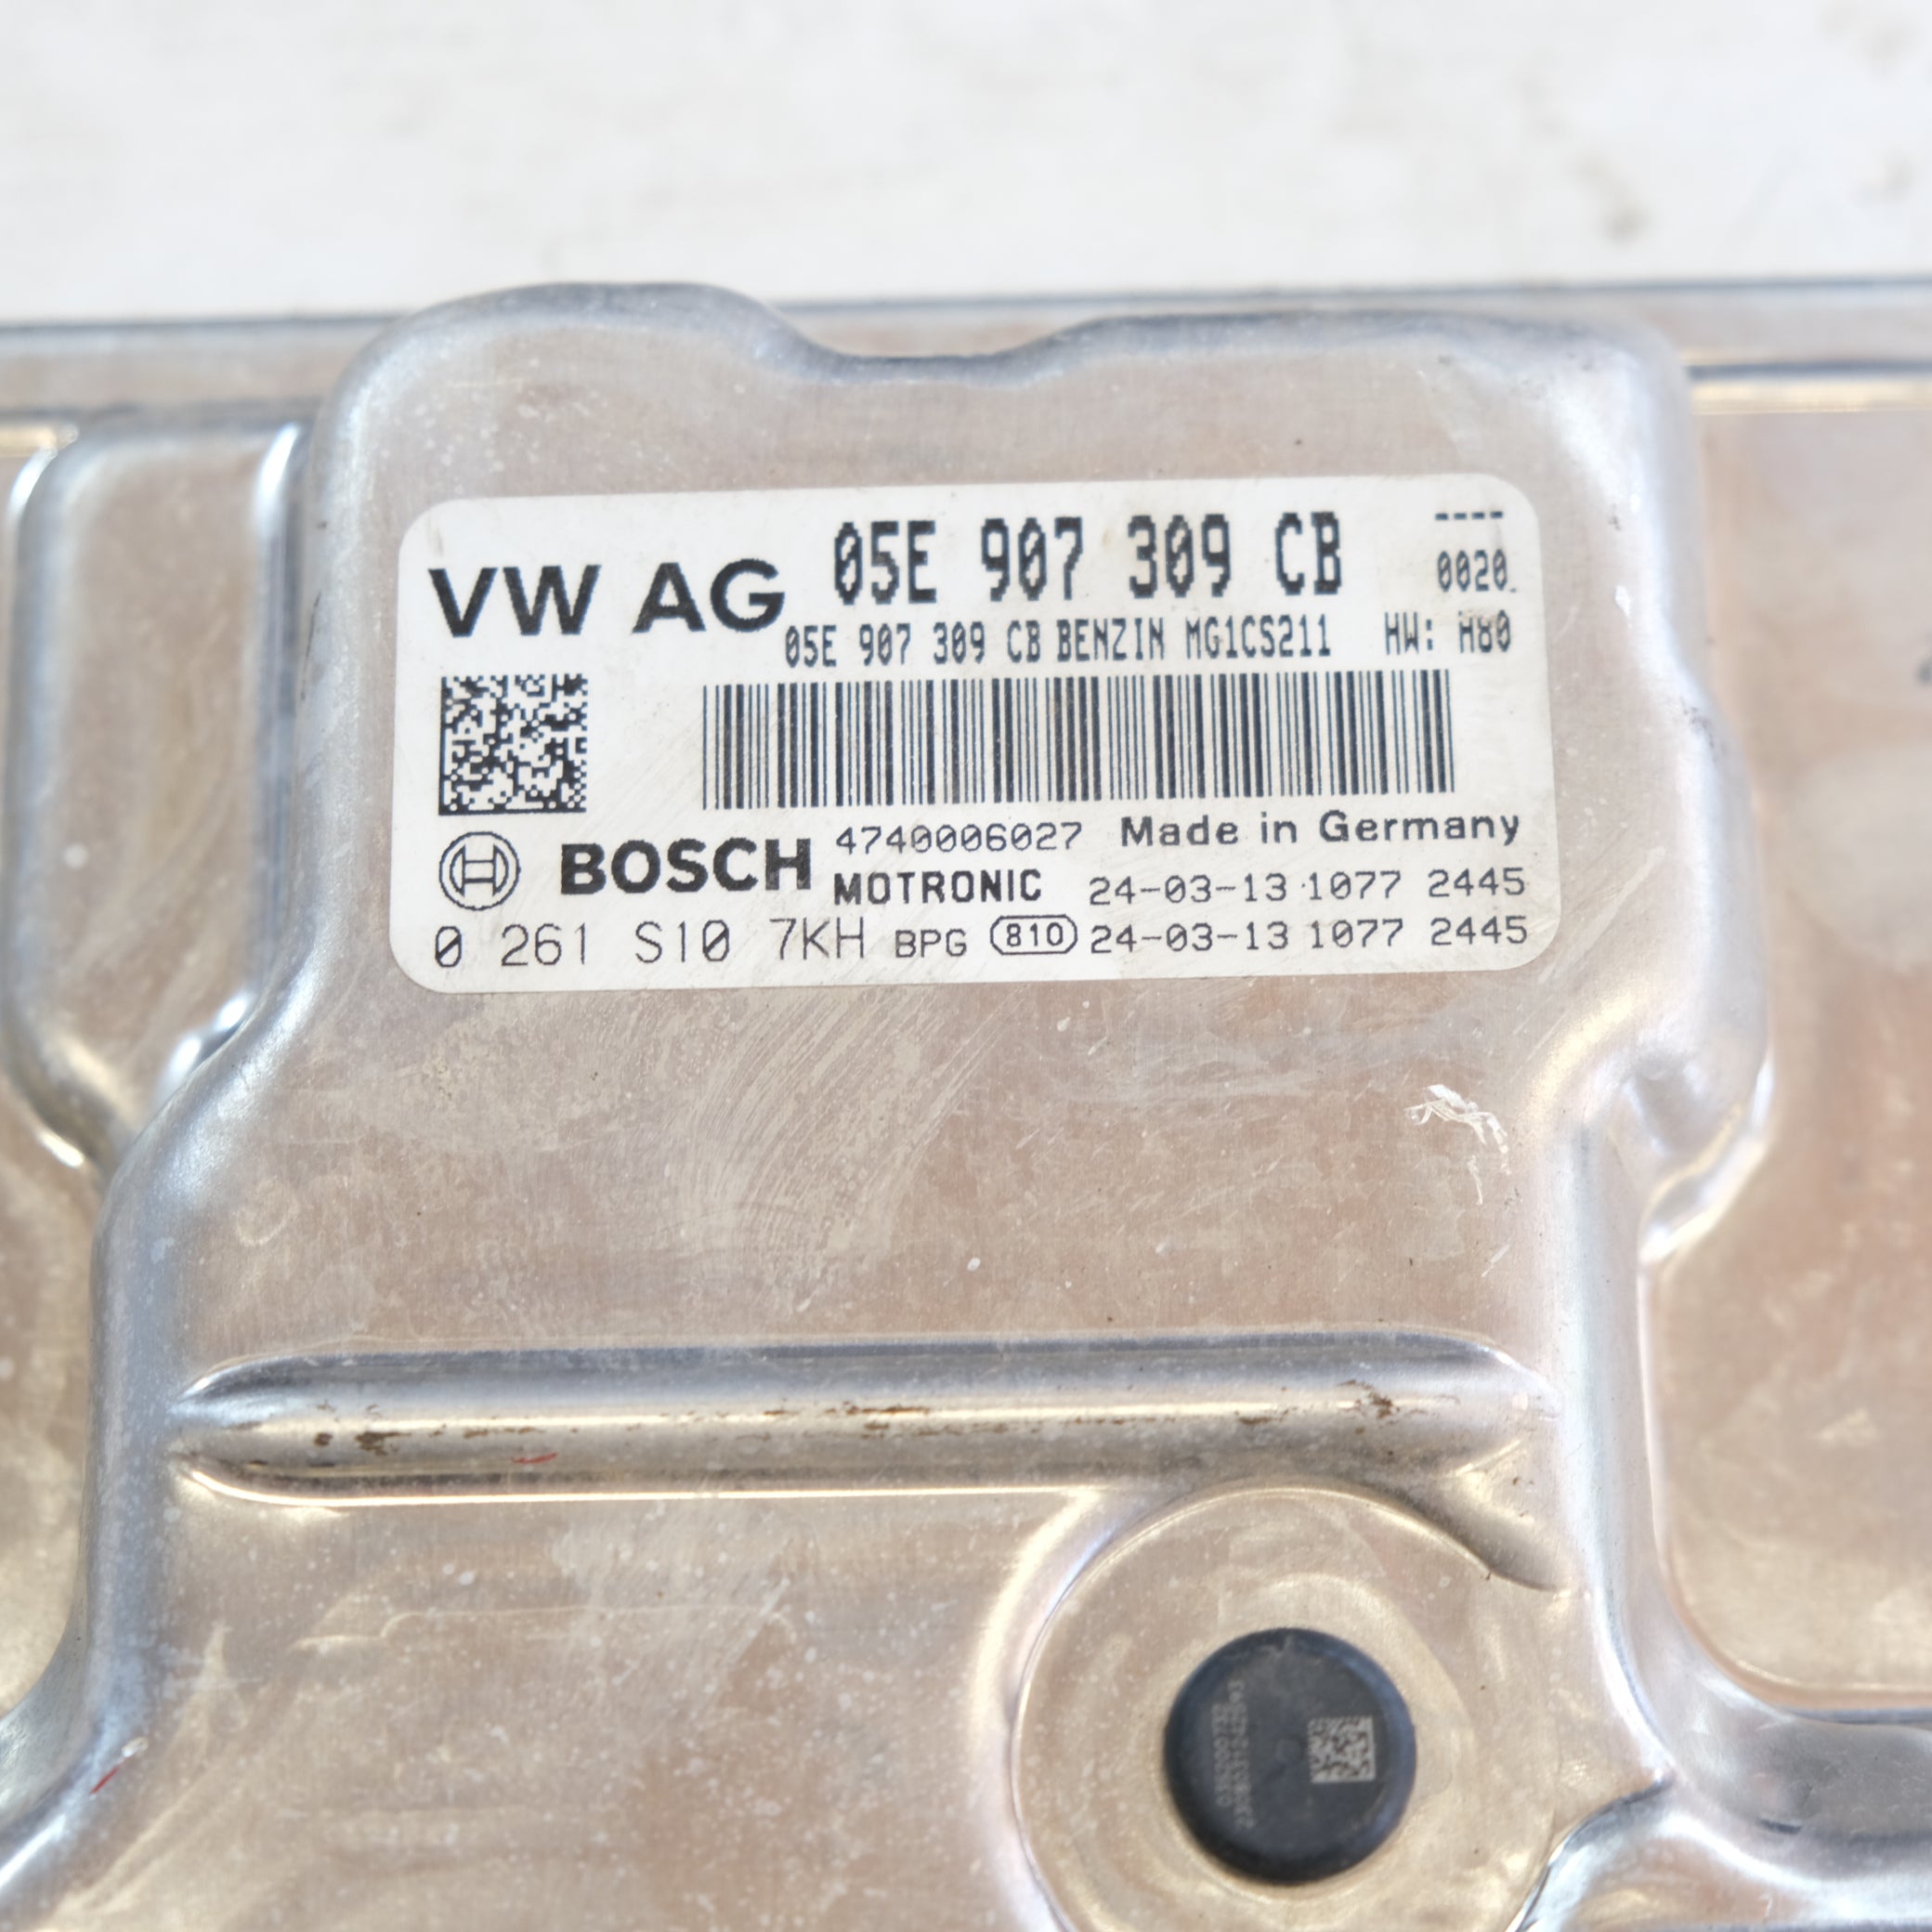 VW AG 05E 907 309 CB ----
0020
05E 907 309 CB BENZIN MG1CS211 HW: H80
BOSCH 4740006027 Made in Germany
MOTRONIC 24-03-13 1077 2445
0 261 S10 7KH BPG 810 24-03-13 1077 2445